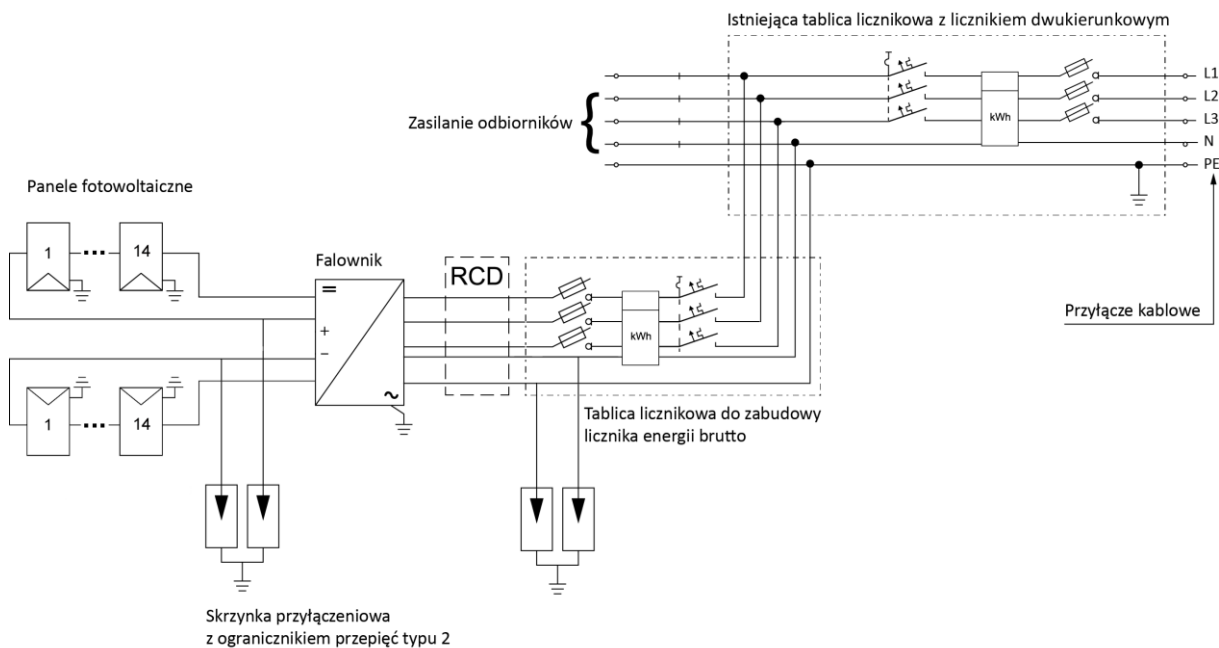 Istniejąca tablica licznikowa z licznikiem dwukierunkowym
L1
L2
kWh
L3
Zasilanie odbiorników
N
PE
Panele fotowoltaiczne
1
14
Falownik
RCD
Przyłącze kablowe
kWh
+
−
1
14
Tablica licznikowa do zabudowy
licznika energii brutto
Skrzynka przyłączeniowa
z ogranicznikiem przepięć typu 2